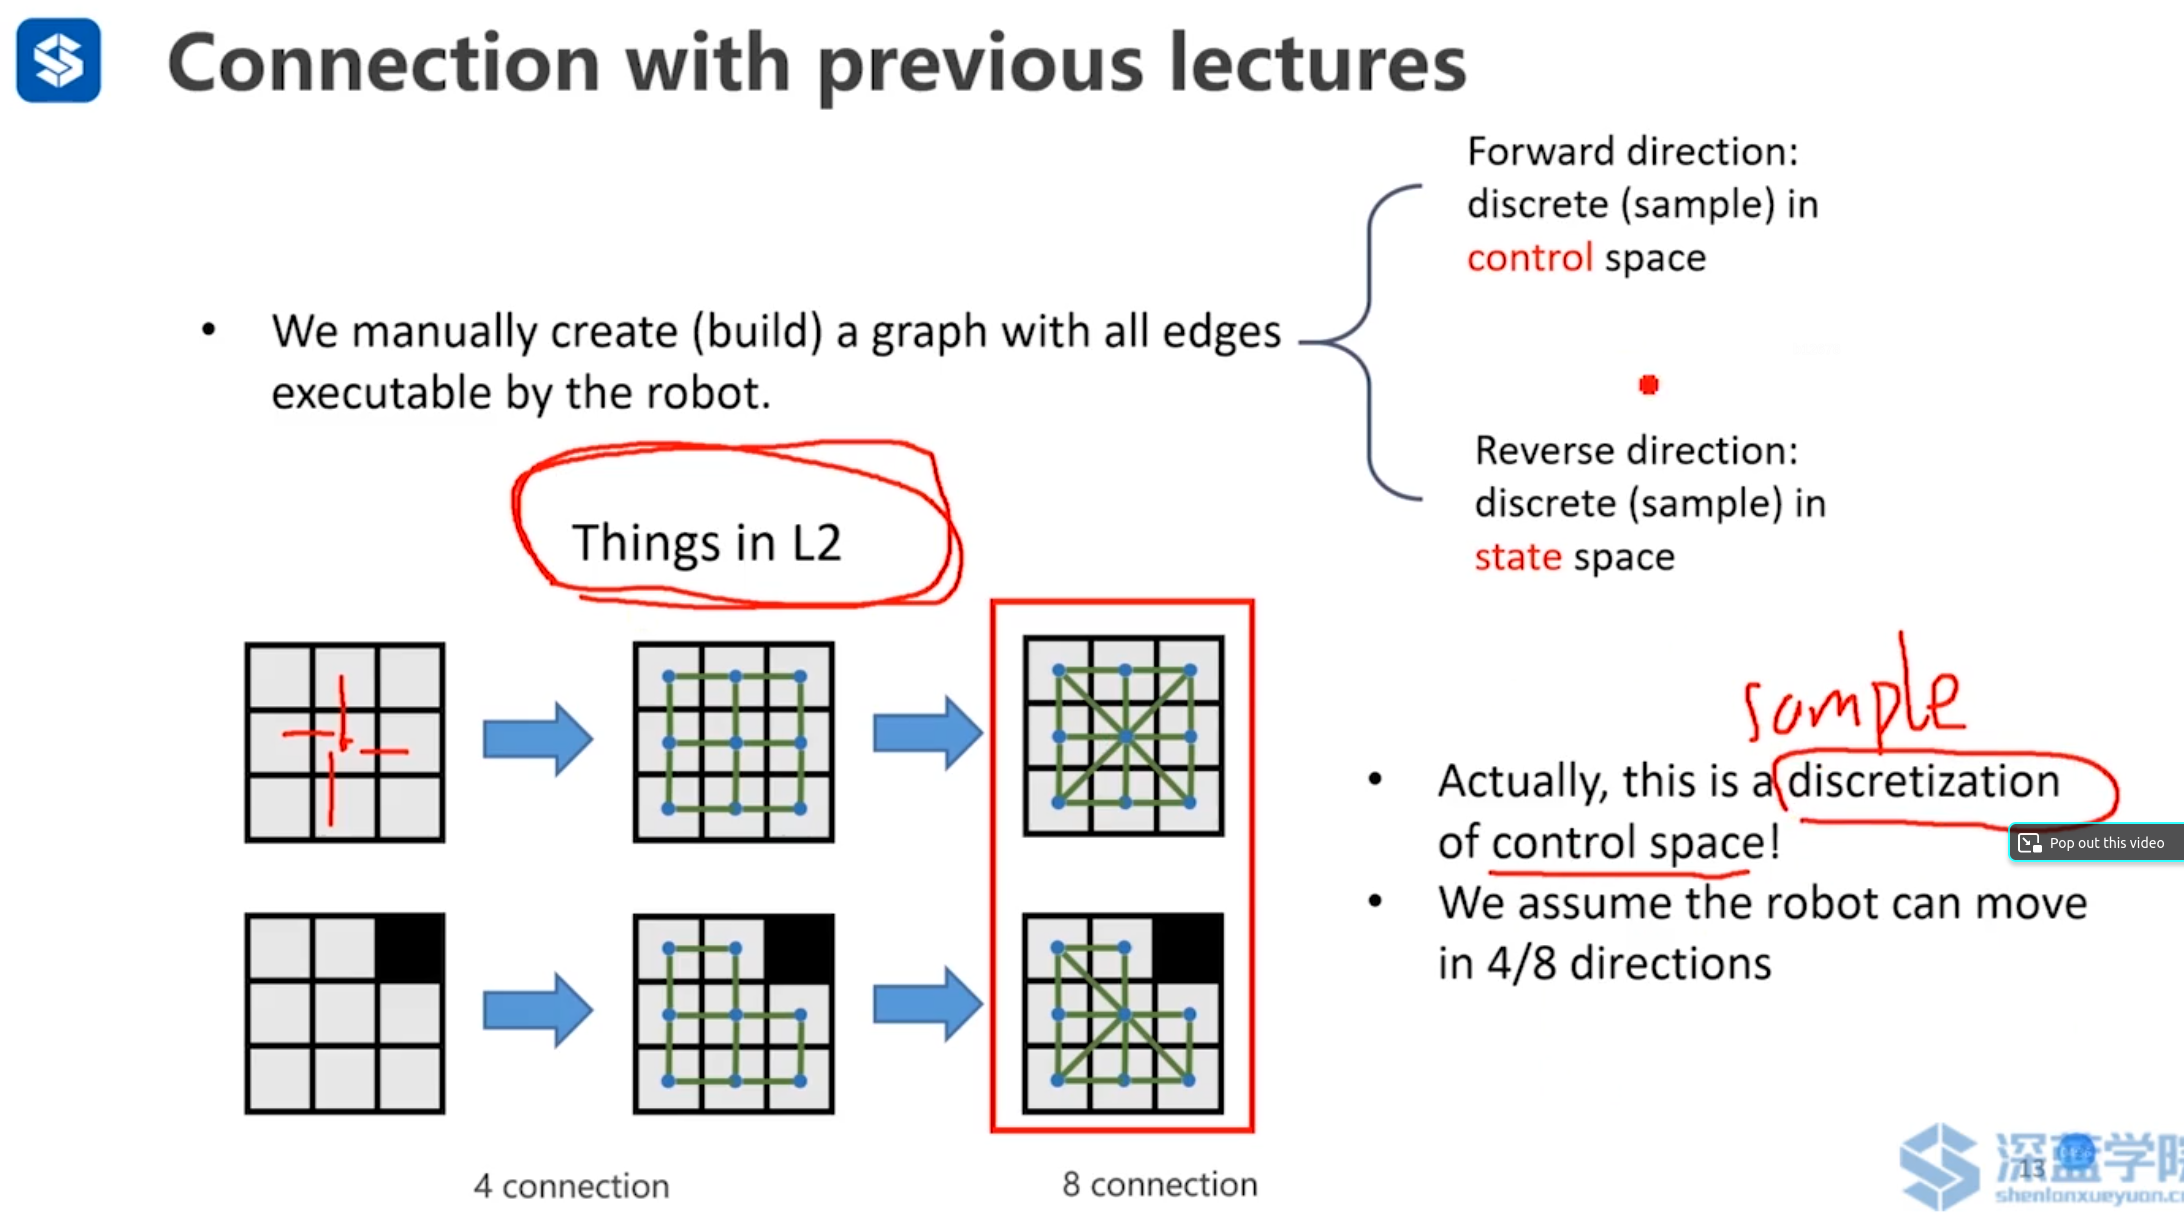 Connection with previous lectures
Forward direction:
discrete (sample) in
control space
• We manually create (build) a graph with all edges
executable by the robot.
Reverse direction:
discrete (sample) in
state space
Things in L2
sample
• Actually, this is a discretization
of control space!
Pop out this video
• We assume the robot can move
in 4/8 directions
4 connection
8 connection
13
深蓝学院
shenlanxueyuan.c